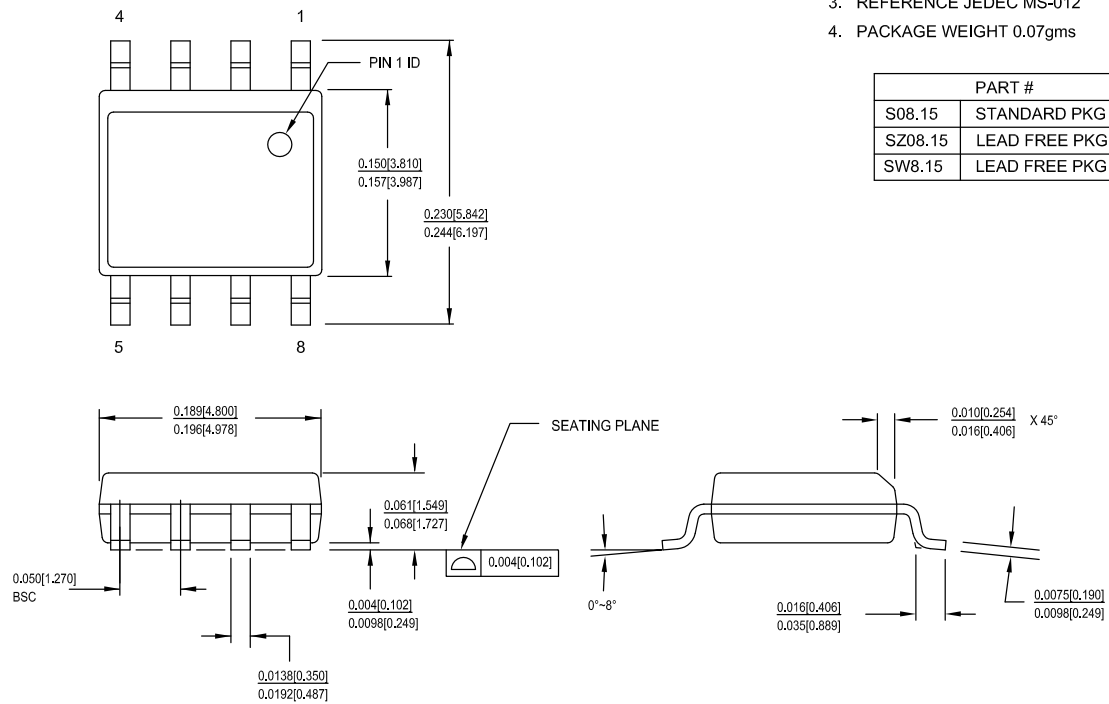 3. REFERENCE JEDEC MS-012
4. PACKAGE WEIGHT 0.07gms
PART #
S08.15 STANDARD PKG
SZ08.15 LEAD FREE PKG
SW8.15 LEAD FREE PKG
4 1
PIN 1 ID
0.150[3.810]
0.157[3.987]
0.230[5.842]
0.244[6.197]
5 8
0.189[4.800]
0.196[4.978]
SEATING PLANE
0.010[0.254]
0.016[0.406]
X 45°
0.061[1.549]
0.068[1.727]
0.004[0.102]
0.050[1.270]
BSC
0.004[0.102]
0.0098[0.249]
0°~8°
0.016[0.406]
0.035[0.889]
0.0075[0.190]
0.0098[0.249]
0.0138[0.350]
0.0192[0.487]